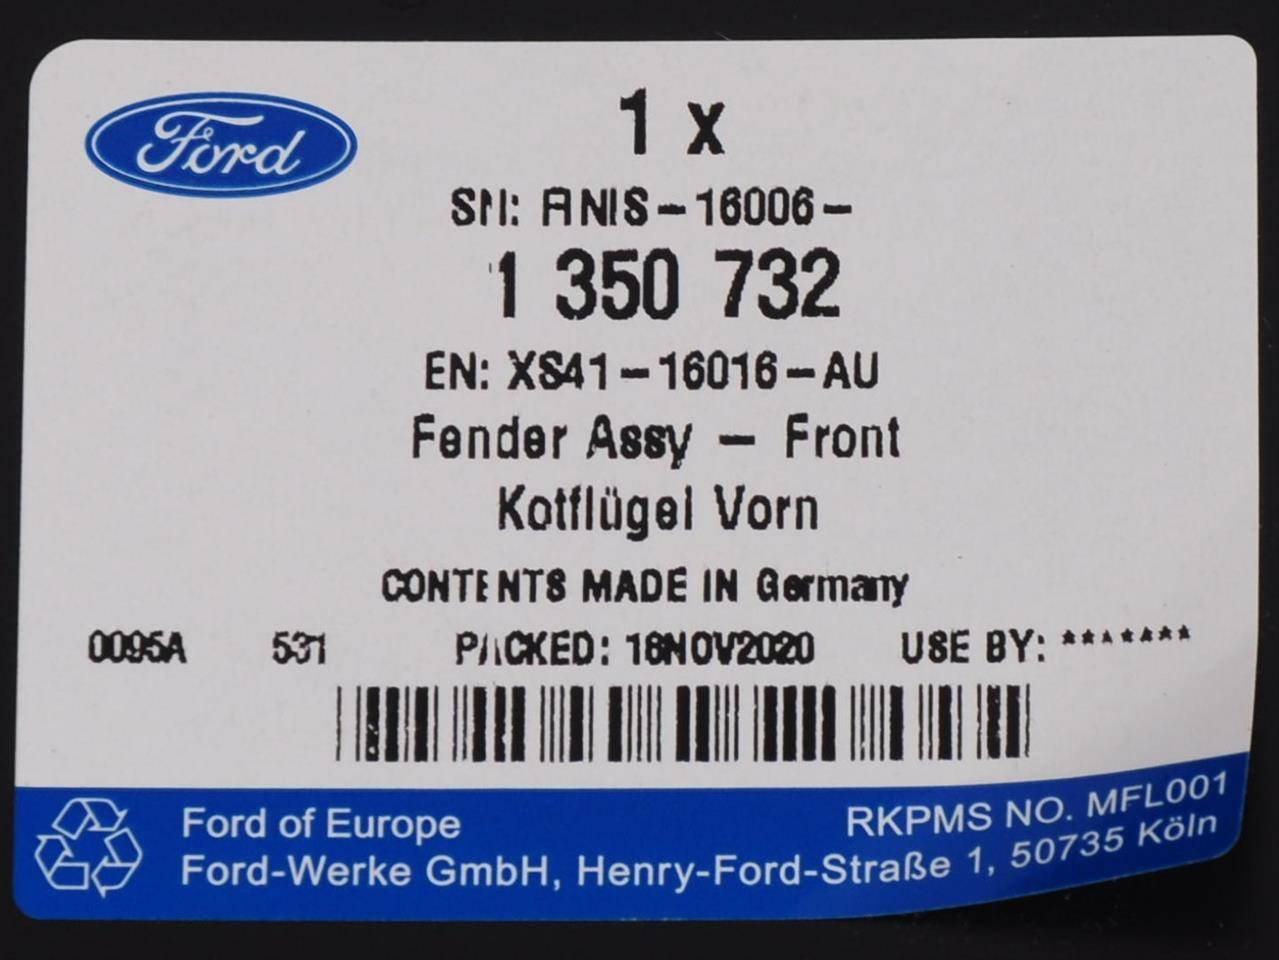 Ford
1 x
SN: FINIS-16006-
1 350 732
EN: XS41-16016-AU
Fender Assy - Front
Kotflügel Vorn
CONTENTS MADE IN Germany
0095A 531 PACKED: 18NOV2020 USE BY: *******
Ford of Europe
RKPMS NO. MFL001
Ford-Werke GmbH, Henry-Ford-Straße 1, 50735 Köln